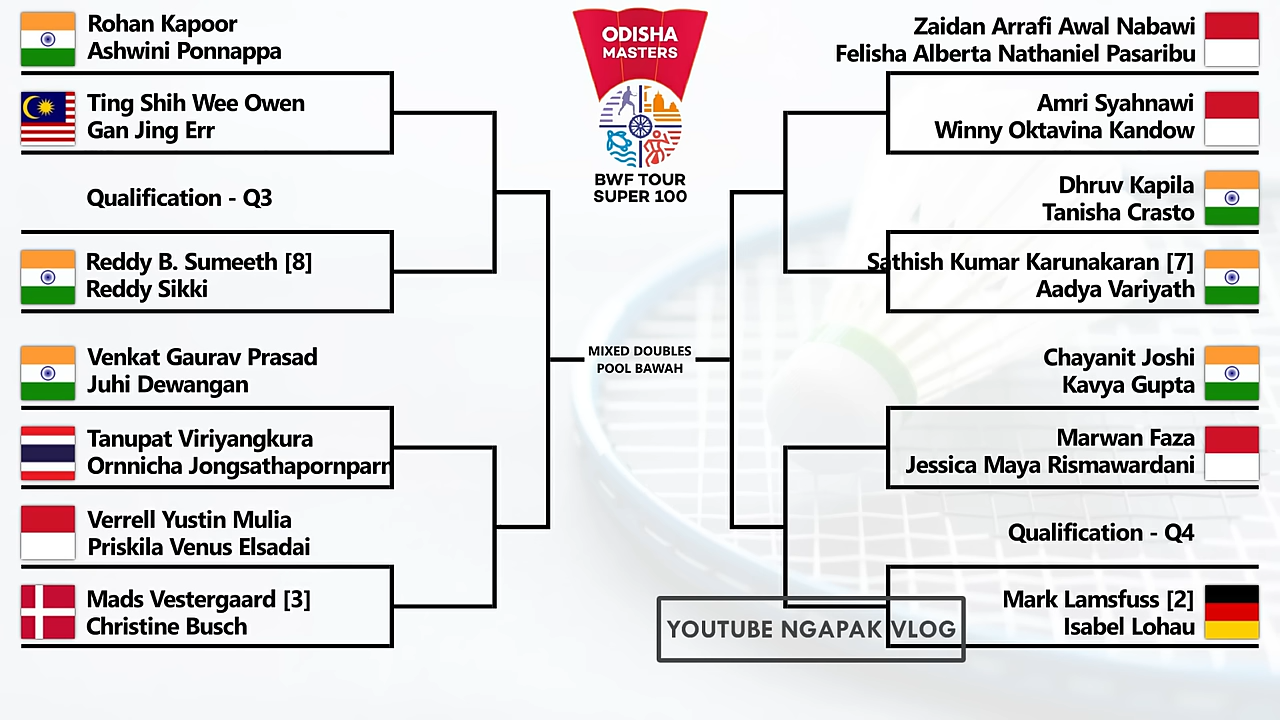 Rohan Kapoor
Ashwini Ponnappa
Ting Shih Wee Owen
Gan Jing Err
Qualification - Q3
Reddy B. Sumeeth [8]
Reddy Sikki
Venkat Gaurav Prasad
Juhi Dewangan
Tanupat Viriyangkura
Ornnicha Jongsathapornparn
Verrell Yustin Mulia
Priskila Venus Elsadai
Mads Vestergaard [3]
Christine Busch
ODISHA
MASTERS
BWF TOUR
SUPER 100
MIXED DOUBLES
POOL BAWAH
Zaidan Arrafi Awal Nabawi
Felisha Alberta Nathaniel Pasaribu
Amri Syahnawi
Winny Oktavina Kandow
Dhruv Kapila
Tanisha Crasto
Sathish Kumar Karunakaran [7]
Aadya Variyath
Chayanit Joshi
Kavya Gupta
Marwan Faza
Jessica Maya Rismawardani
Qualification - Q4
Mark Lamsfuss [2]
Isabel Lohau
YOUTUBE NGAPAK VLOG